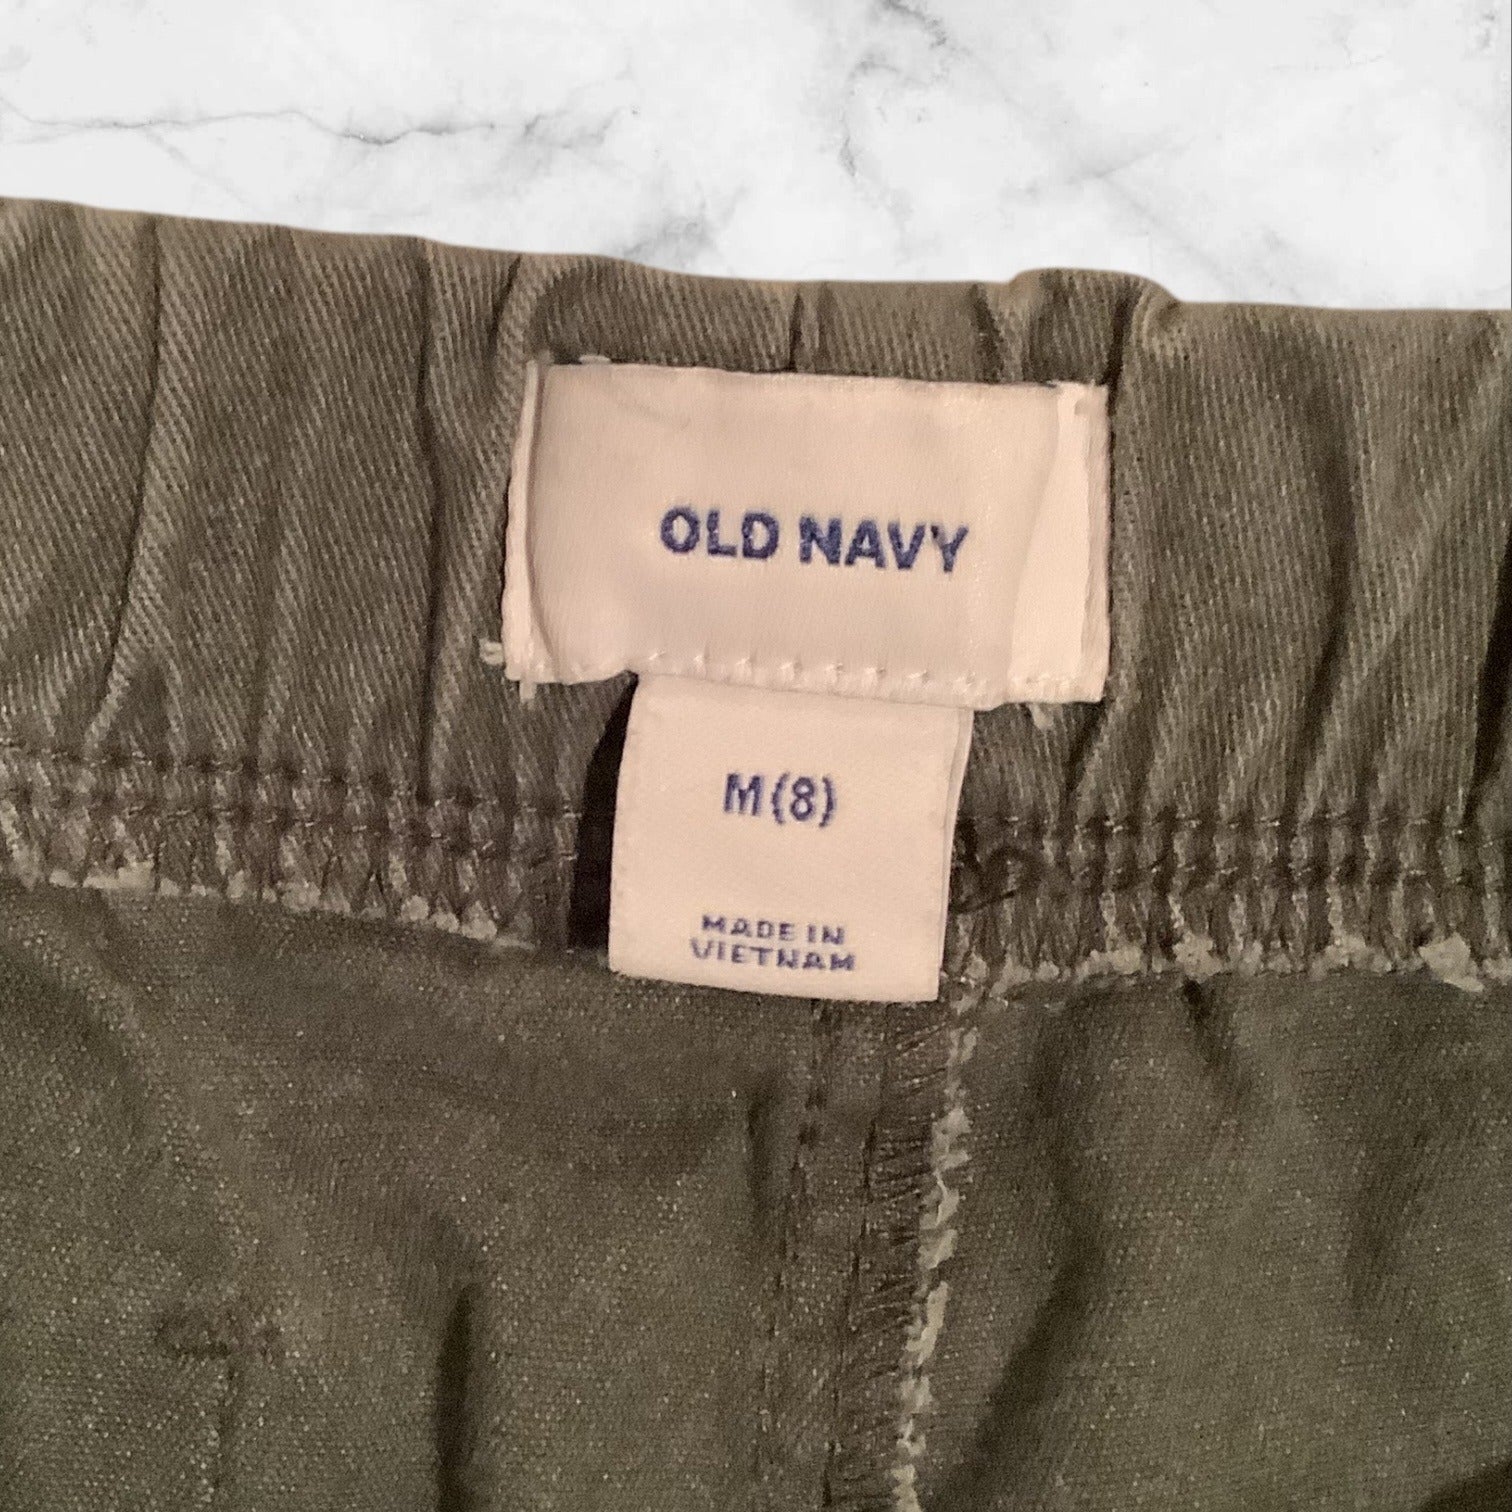 OLD NAVY
M (8)
MADE IN
VIETNAM